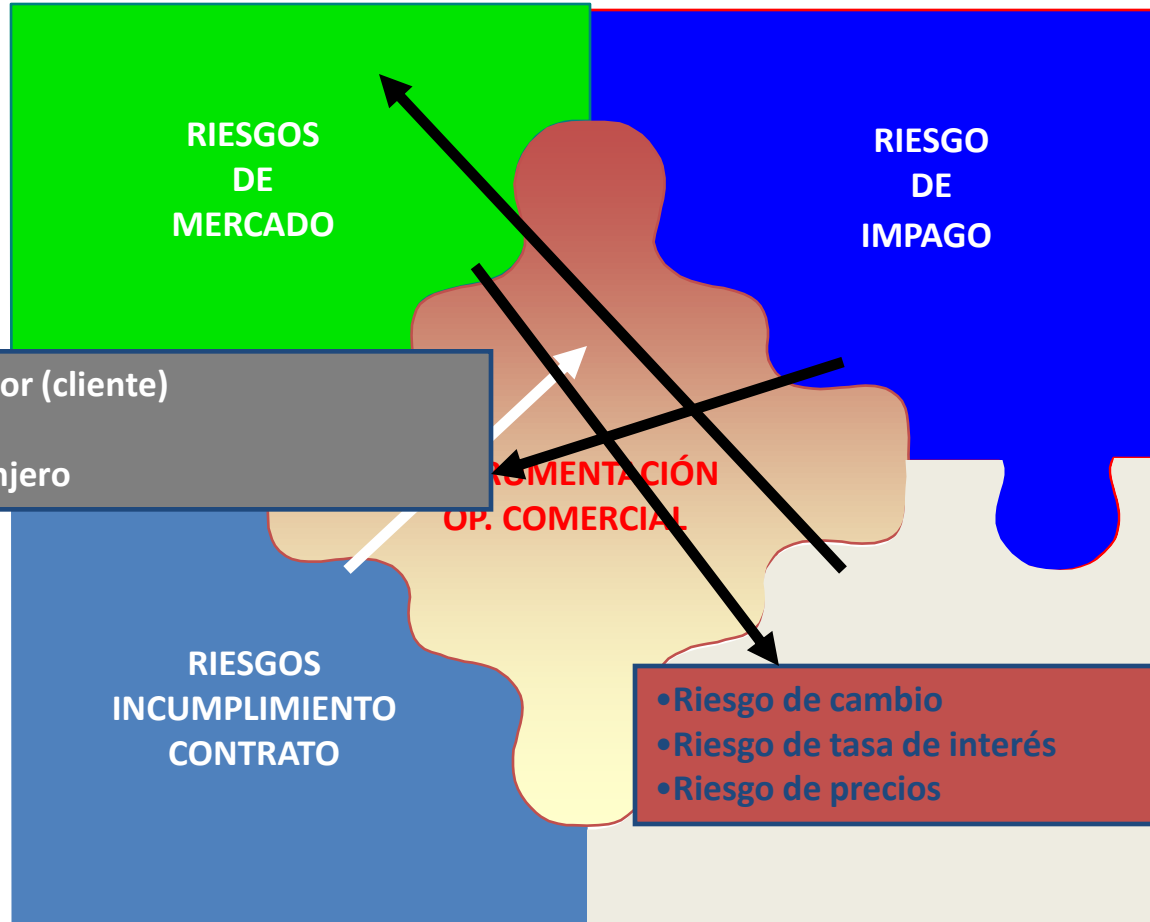 RIESGOS
DE
MERCADO
RIESGO
DE
IMPAGO
or (cliente)
njero
ROMENTACIÓN
OP. COMERCIAL
RIESGOS
INCUMPLIMIENTO
CONTRATO
•Riesgo de cambio
•Riesgo de tasa de interés
•Riesgo de precios